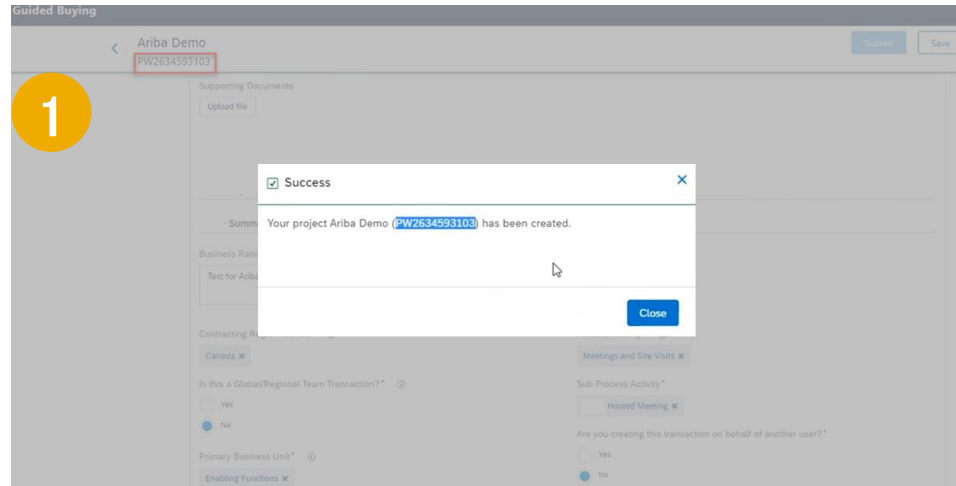 Guided Buying
Ariba Demo
PW2634593103
Submit
Save
1
Supporting Documents
Upload file
Success
Your project Ariba Demo (PW2634593103) has been created.
Close
Summ
Business Ratio
Test for Ariba
Contracting Re
Canada
Meetings and Site Visits
Is this a Global/Regional Team Transaction?*
Sub Process Activity*
Yes
Hosted Meeting
No
Are you creating this transaction on behalf of another user?*
Primary Business Unit*
Yes
Enabling Functions
No